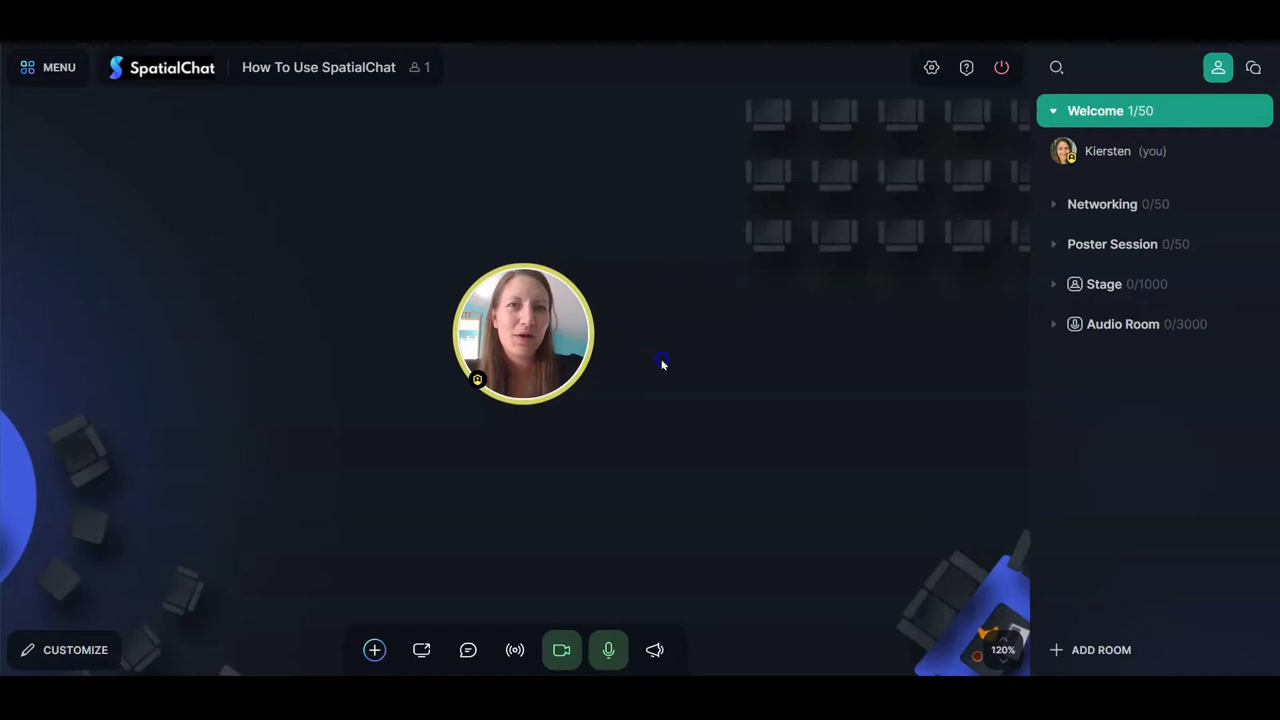 MENU
SpatialChat
How To Use SpatialChat
1
Welcome 1/50
Kiersten (you)
Networking 0/50
Poster Session 0/50
Stage 0/1000
Audio Room 0/3000
CUSTOMIZE
120%
ADD ROOM